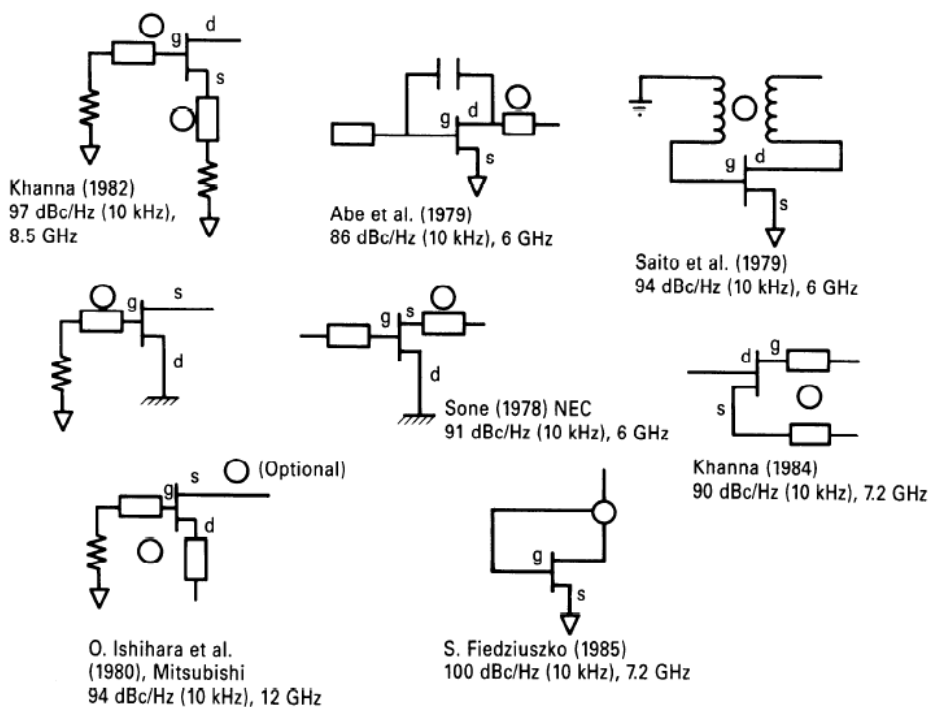 d
g
s
Khanna (1982)
97 dBc/Hz (10 kHz),
8.5 GHz
g
d
s
Abe et al. (1979)
86 dBc/Hz (10 kHz), 6 GHz
g
d
s
Saito et al. (1979)
94 dBc/Hz (10 kHz), 6 GHz
g
s
d
g
s
d
Sone (1978) NEC
91 dBc/Hz (10 kHz), 6 GHz
d
g
s
Khanna (1984)
90 dBc/Hz (10 kHz), 7.2 GHz
(Optional)
g
s
d
O. Ishihara et al.
(1980), Mitsubishi
94 dBc/Hz (10 kHz), 12 GHz
g
s
S. Fiedziuszko (1985)
100 dBc/Hz (10 kHz), 7.2 GHz